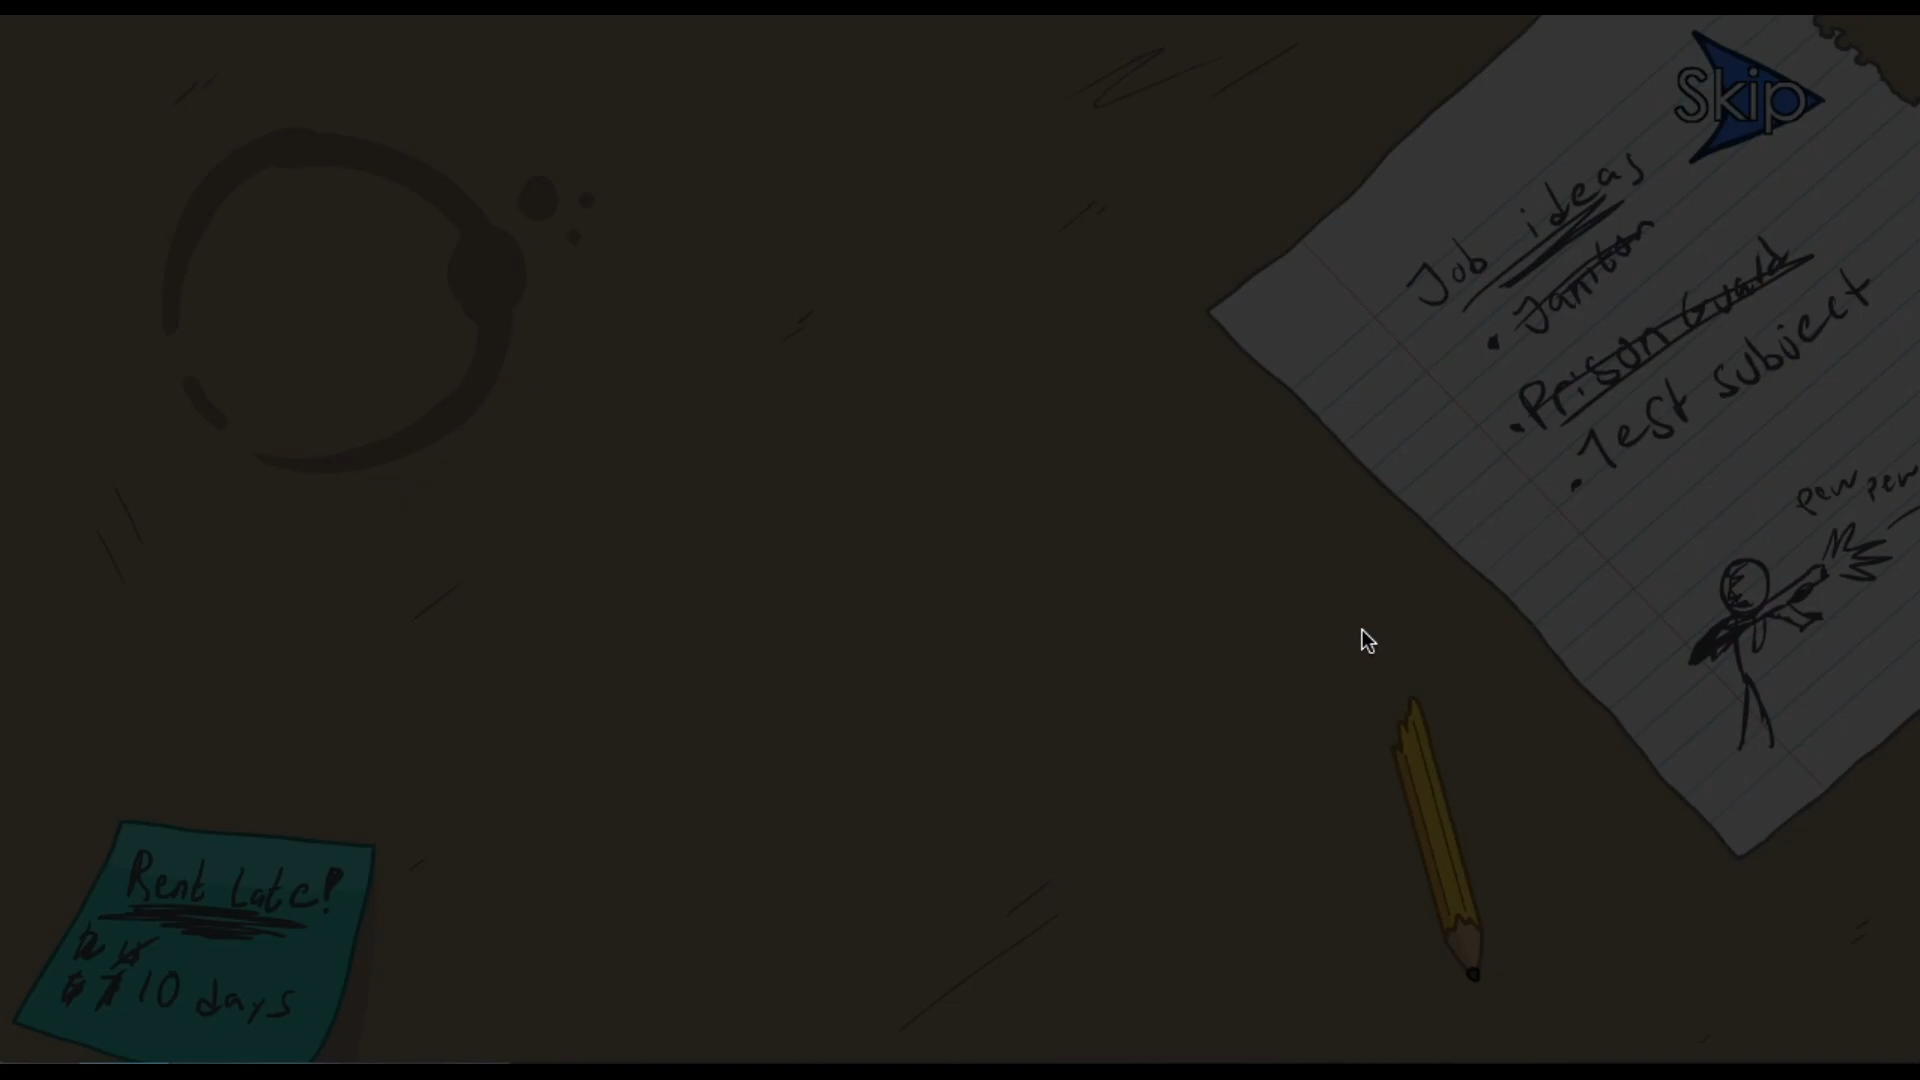 Skip
Job ideas
• Janitor
• Prison Guard
• Test subject
pew pew
Rent Late!
10 days